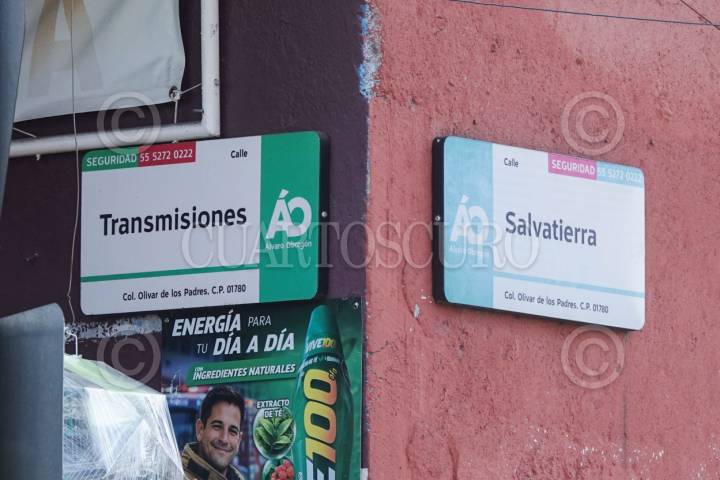 A
SEGURIDAD 55 5272 0222
Calle
Transmisiones
ÁO
Álvaro Obregón
Col. Olivar de los Padres, C.P. 01780
Calle
SEGURIDAD 55 5272 0222
ÁO
Álvaro Obregón
Salvatierra
Col. Olivar de los Padres, C.P. 01780
CUARTOSCURO
ENERGÍA PARA
TU DÍA A DÍA
CON INGREDIENTES NATURALES
EXTRACTO
DE TÉ
VIVE100
VE100